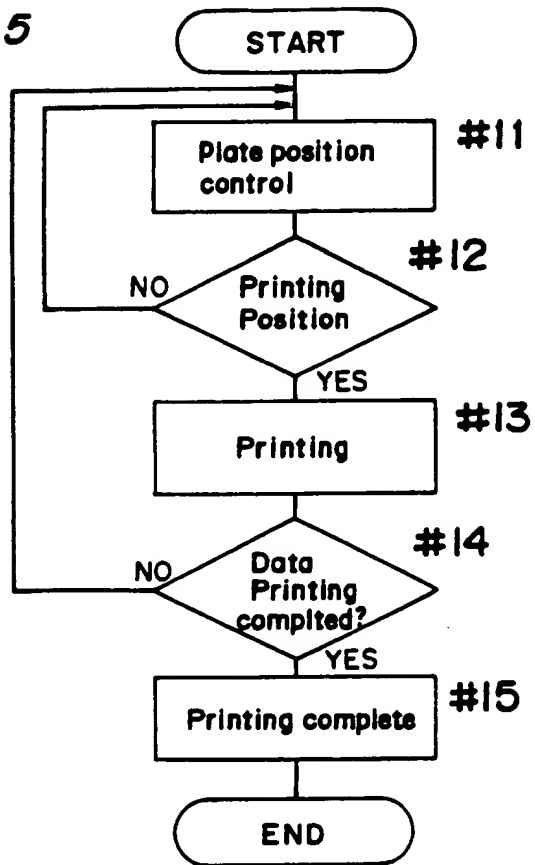 5
START
Plate position
control
#11
#12
NO
Printing
Position
YES
Printing
#13
#14
NO
Data
Printing
complted?
YES
Printing complete
#15
END